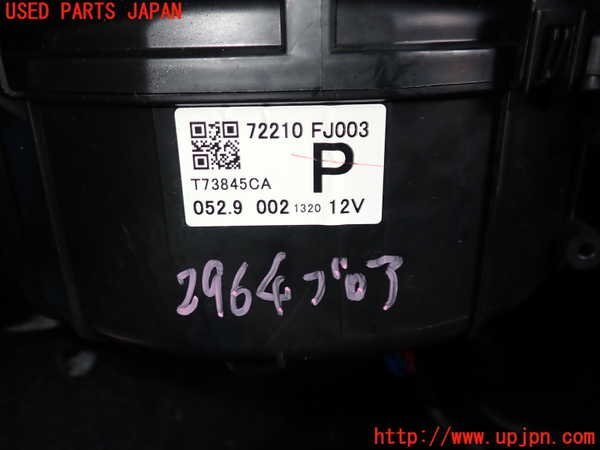 USED PARTS JAPAN
72210 FJ003
P
T73845CA
052.9 002 1320 12V
2964ブロア
http://www.upjpn.com/